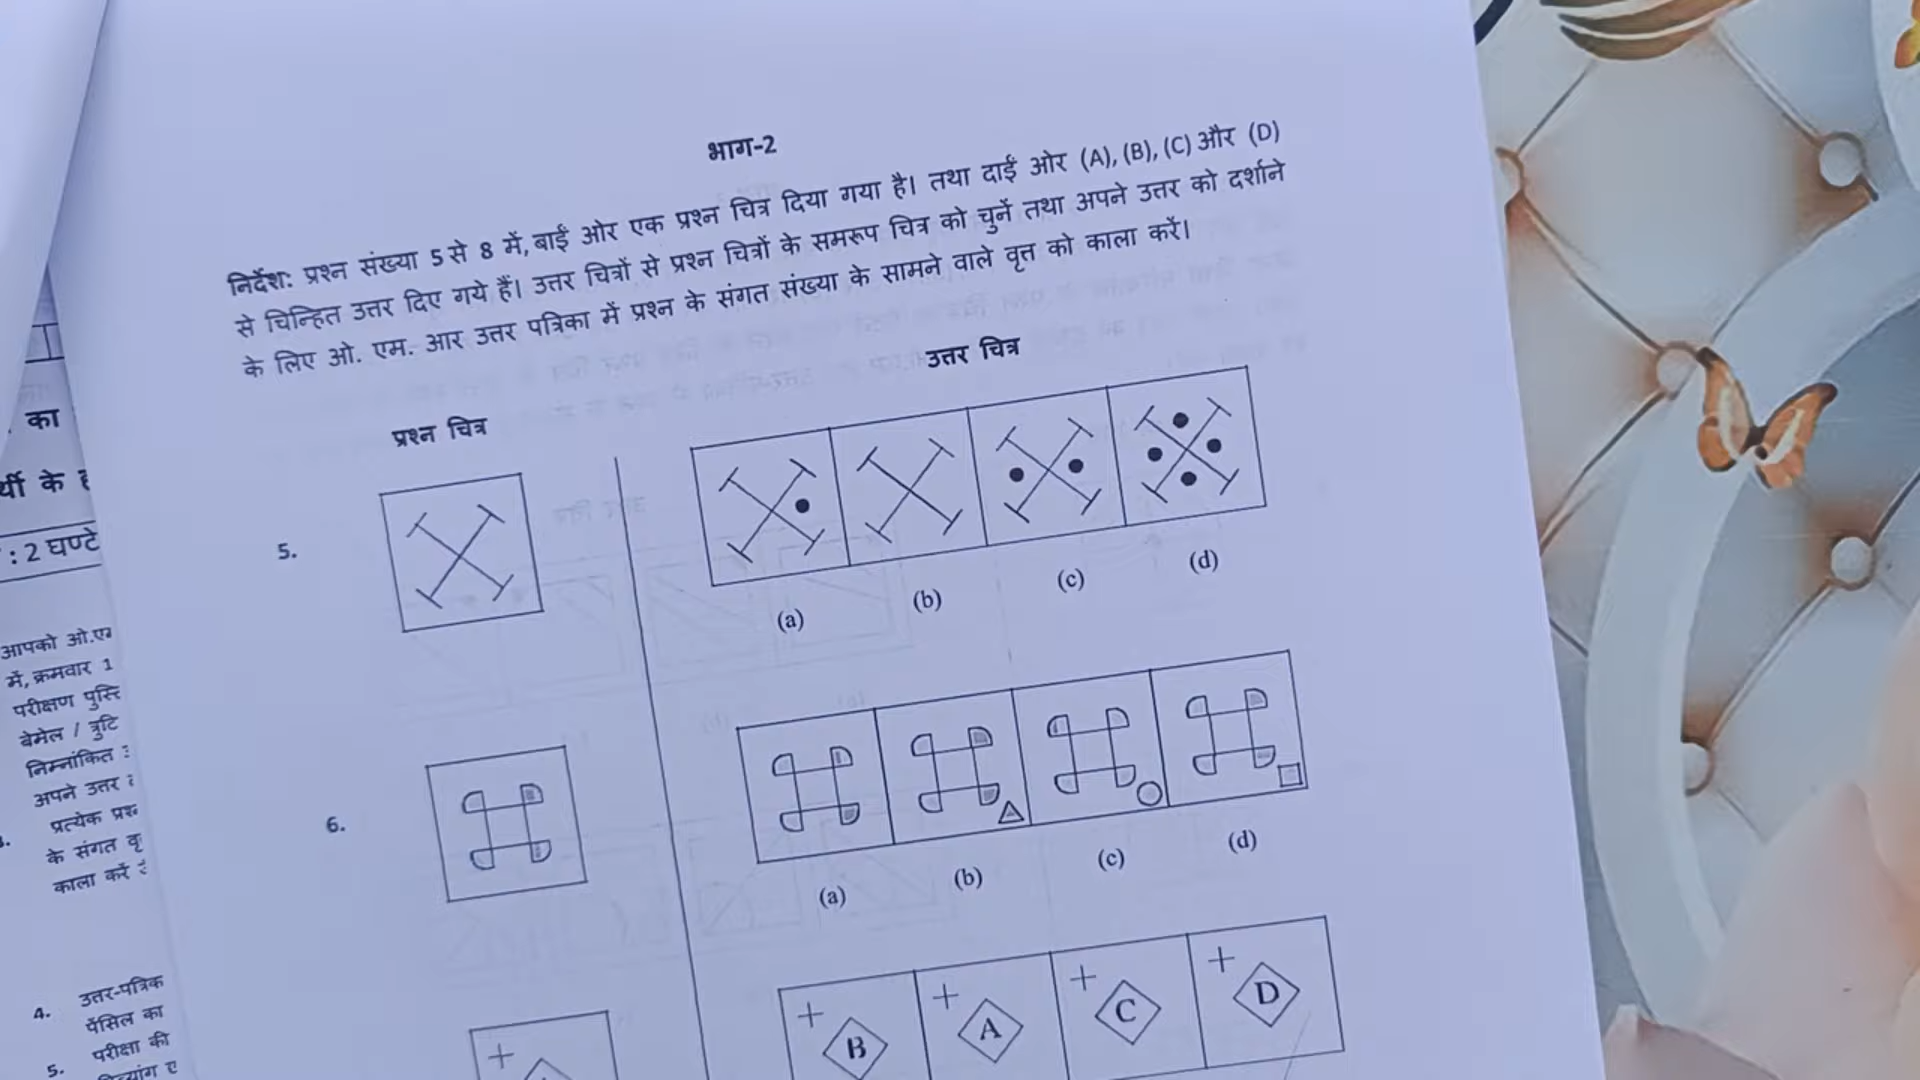 भाग-2
निर्देश: प्रश्न संख्या 5 से 8 में, बाईं ओर एक प्रश्न चित्र दिया गया है। तथा दाईं ओर (A), (B), (C) और (D)
से चिन्हित उत्तर दिए गये हैं। उत्तर चित्रों से प्रश्न चित्रों के समरूप चित्र को चुनें तथा अपने उत्तर को दर्शाने
के लिए ओ. एम. आर उत्तर पत्रिका में प्रश्न के संगत संख्या के सामने वाले वृत्त को काला करें।
प्रश्न चित्र
उत्तर चित्र
5.
(a) (b) (c) (d)
6.
(a) (b) (c) (d)
B A C D
का
र्थी के
: 2 घण्टे
आपको
में, क्रमवार 1
परीक्षण
बेमेल / त्रुटि
निम्नांकित
अपने उत्तर
प्रत्येक
के संगत
काला करें
4. उत्तर-पत्रिक
पेंसिल का
5. परीक्षा की